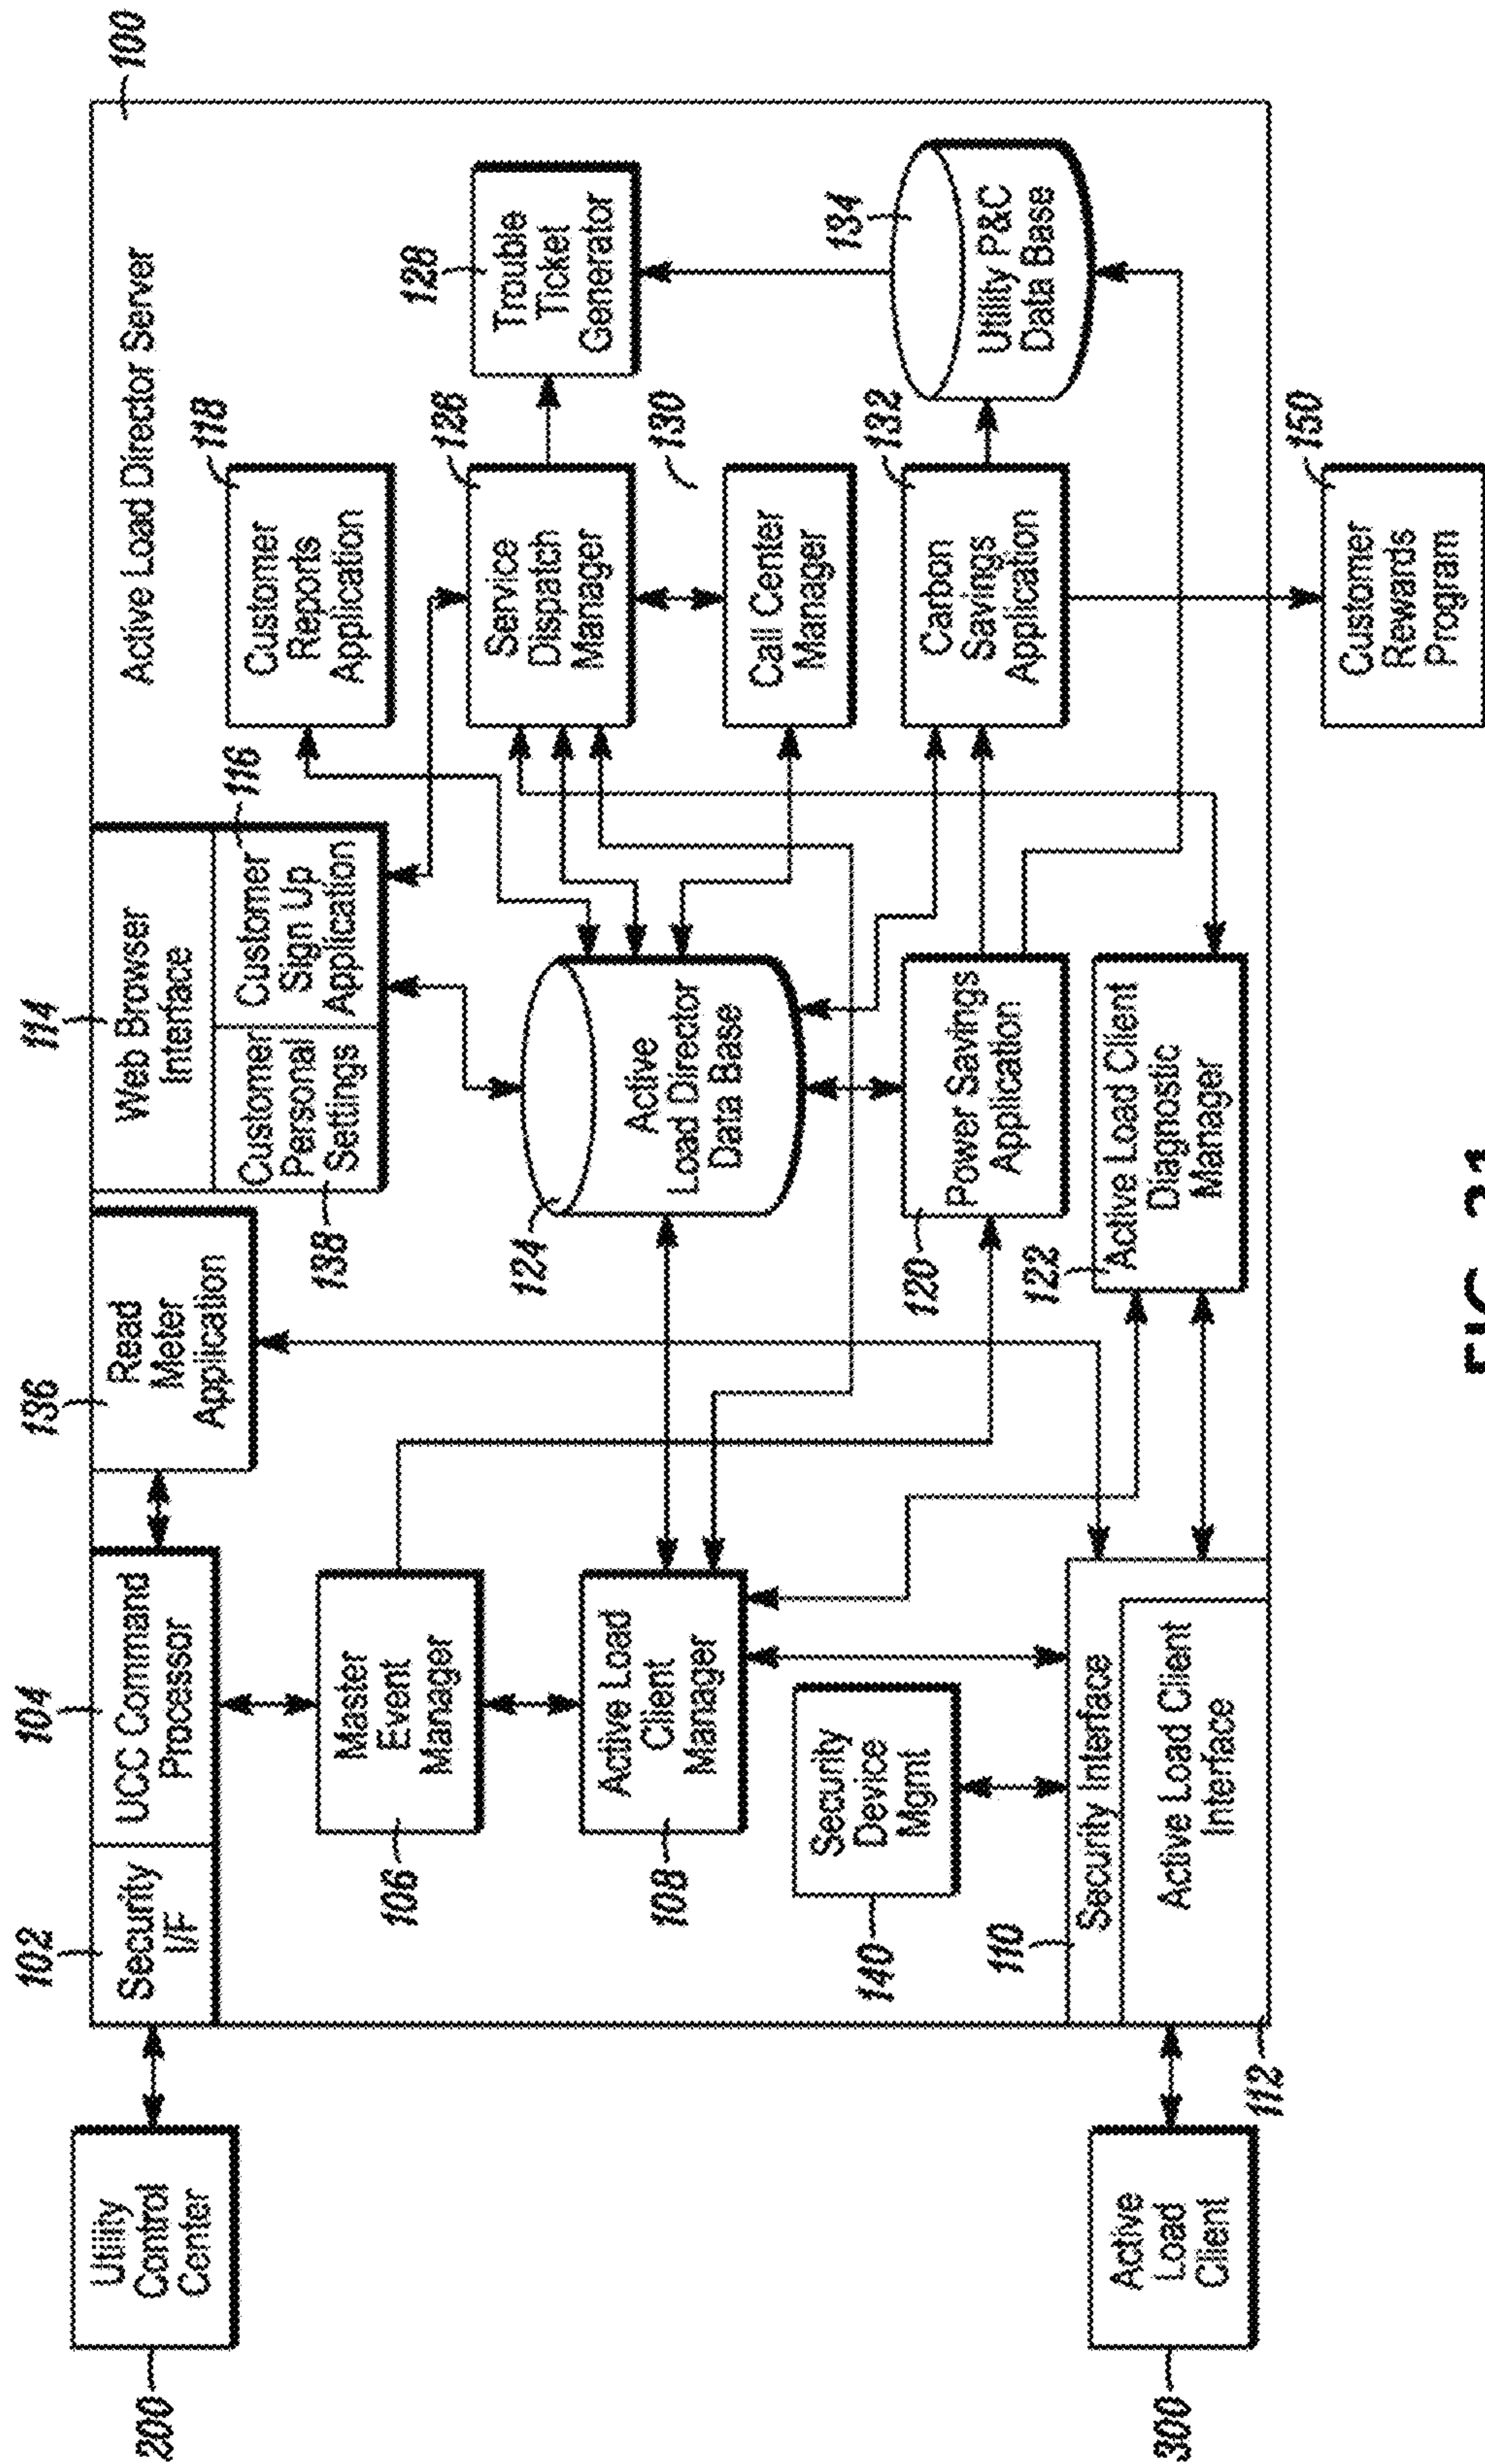 100
Active Load Director Server
200
Utility
Control
Center
102
Security
I/F
104
UCC Command
Processor
136
Read
Meter
Application
114
Web Browser
Interface
Customer
Personal
Settings
138
Customer
Sign Up
Application
116
118
Customer
Reports
Application
106
Master
Event
Manager
108
Active Load
Client
Manager
124
Active
Load Director
Data Base
126
Service
Dispatch
Manager
128
Trouble
Ticket
Generator
130
Call Center
Manager
140
Security
Device
Mgmt
120
Power Savings
Application
132
Carbon
Savings
Application
134
Utility P&C
Data Base
110
Security Interface
Active Load Client
Interface
112
122
Active Load Client
Diagnostic
Manager
300
Active
Load
Client
150
Customer
Rewards
Program